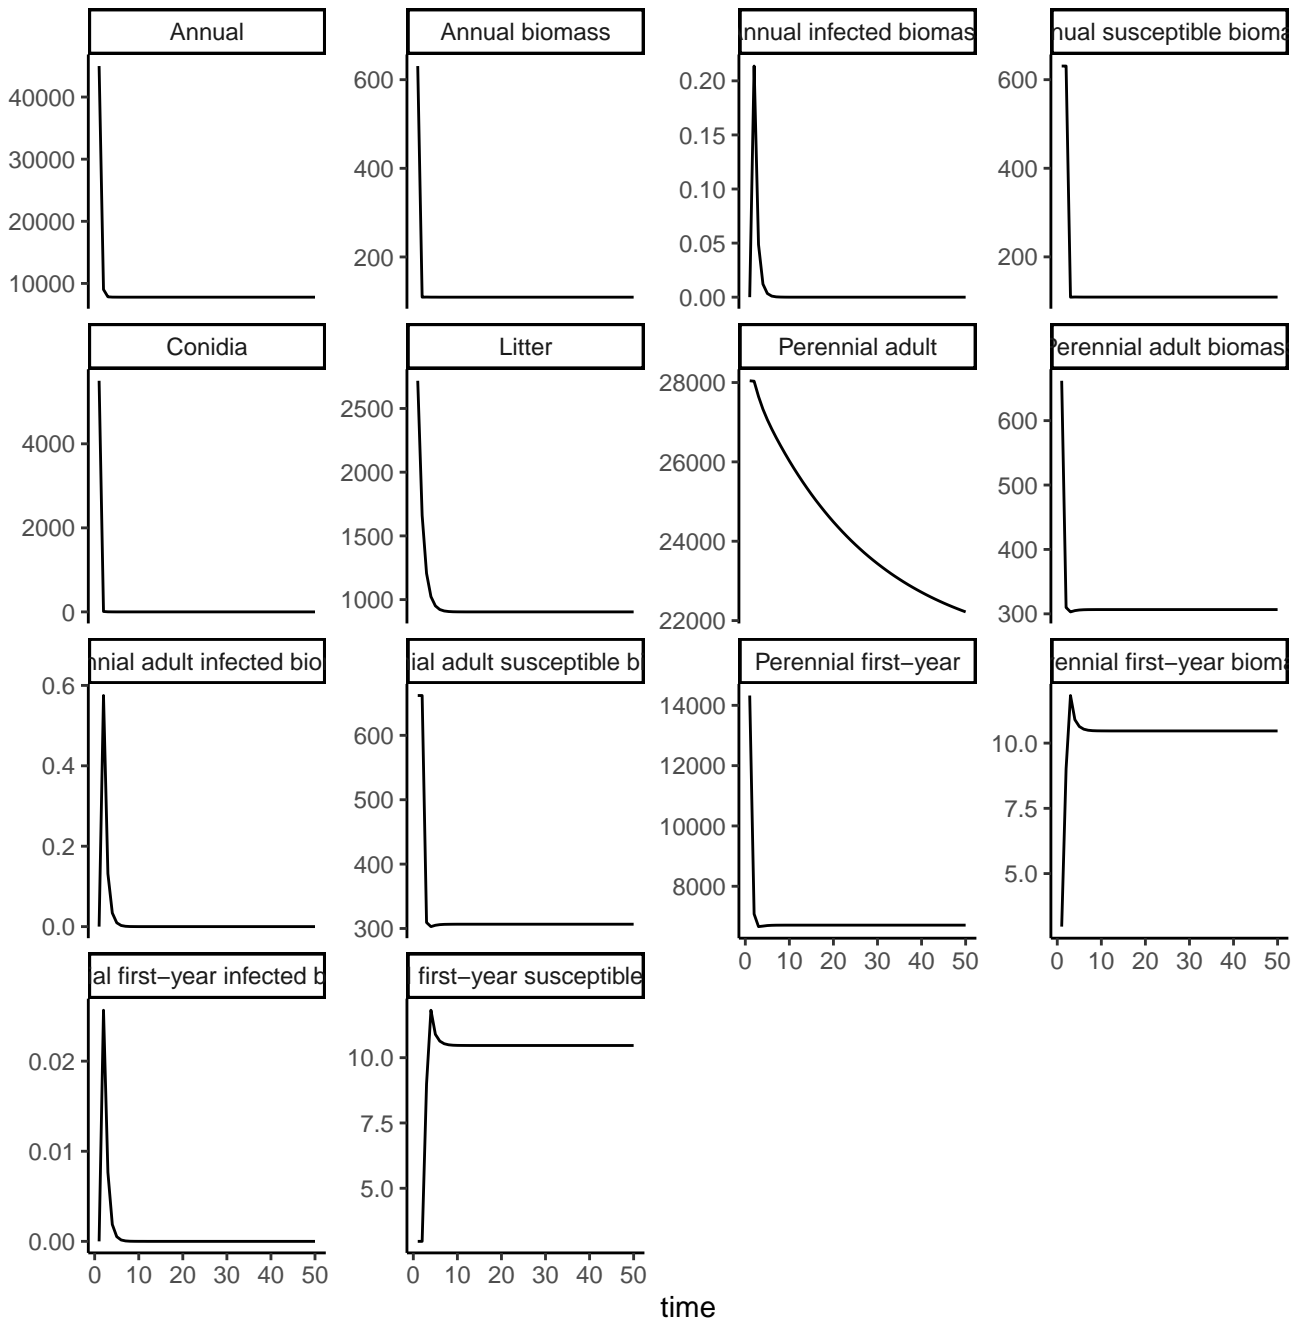 Annual
Annual biomass
nnual infected biomas
nual susceptible bioma
40000
30000
20000
10000
600
400
200
0.20
0.15
0.10
0.05
0.00
600
400
200
Conidia
Litter
Perennial adult
Perennial adult biomas
4000
2000
0
2500
2000
1500
1000
28000
26000
24000
22000
600
500
400
300
nnial adult infected bio
ial adult susceptible bi
Perennial first−year
ennial first−year bioma
0.6
0.4
0.2
0.0
600
500
400
300
14000
12000
10000
8000
10.0
7.5
5.0
0 10 20 30 40 50
0 10 20 30 40 50
al first−year infected b
first−year susceptible
0.02
0.01
0.00
10.0
7.5
5.0
0 10 20 30 40 50
0 10 20 30 40 50
time